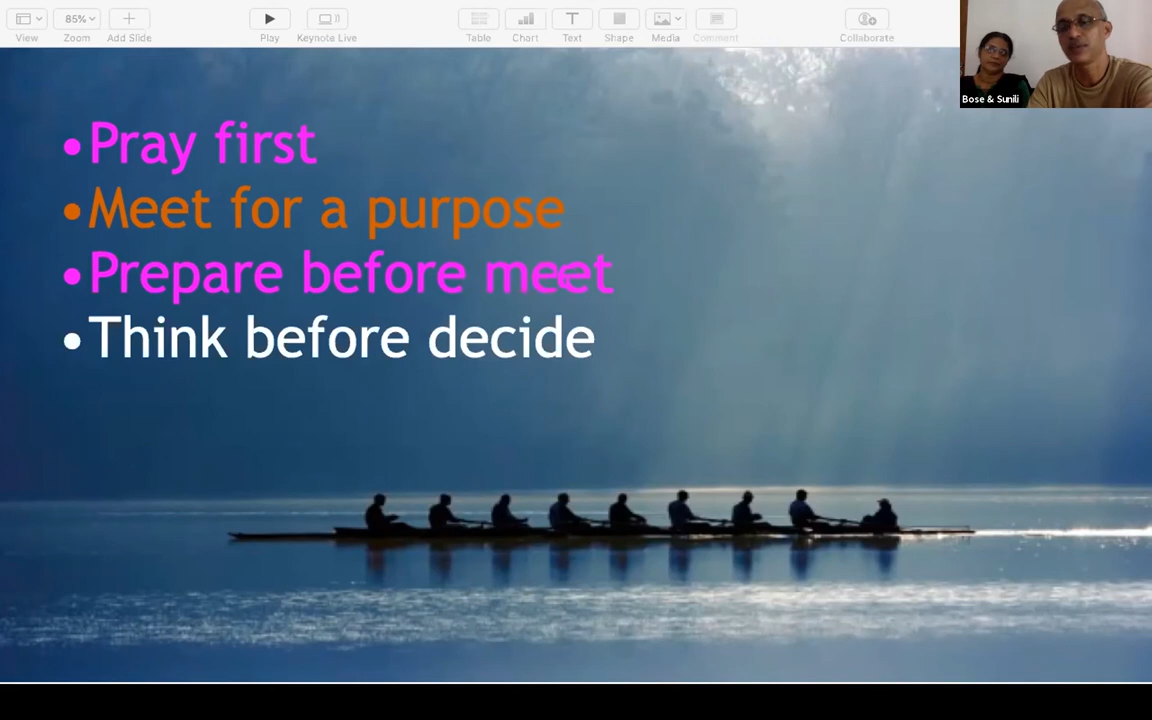 85%
View
Zoom
Add Slide
Play
Keynote Live
Table
Chart
Text
Shape
Media
Comment
Collaborate
Bose & Sunili
•Pray first
•Meet for a purpose
•Prepare before meet
•Think before decide